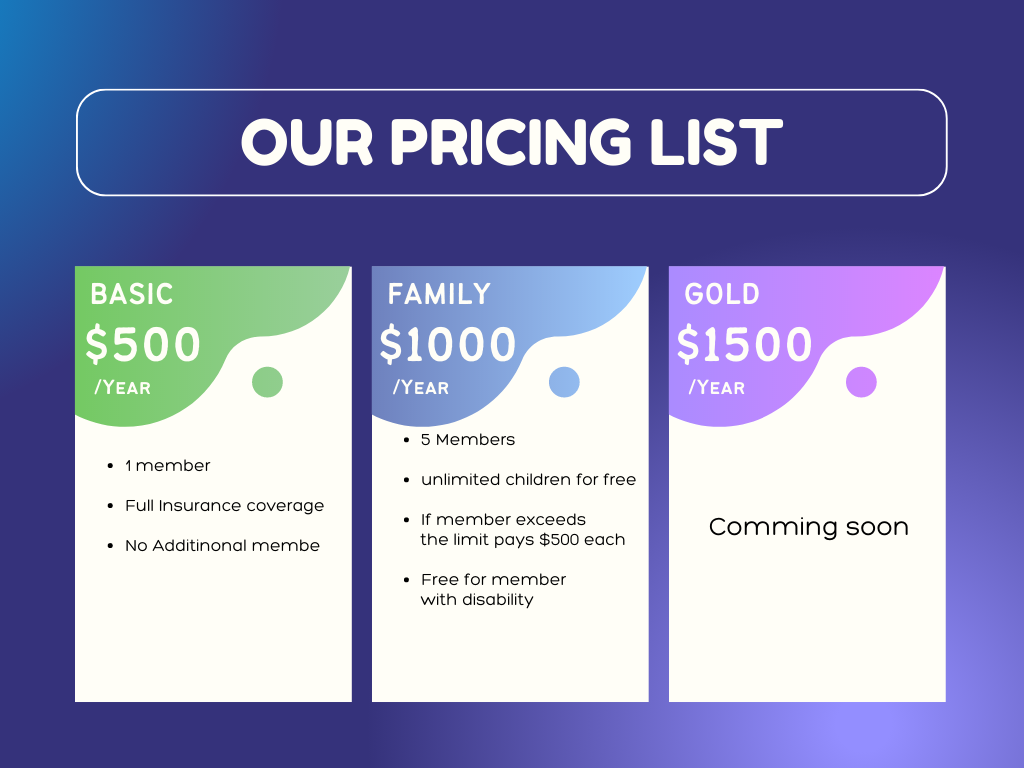 OUR PRICING LIST
BASIC
$500
/YEAR
• 1 member
• Full Insurance coverage
• No Additinonal membe
FAMILY
$1000
/YEAR
• 5 Members
• unlimited children for free
• If member exceeds
the limit pays $500 each
• Free for member
with disability
GOLD
$1500
/YEAR
Comming soon